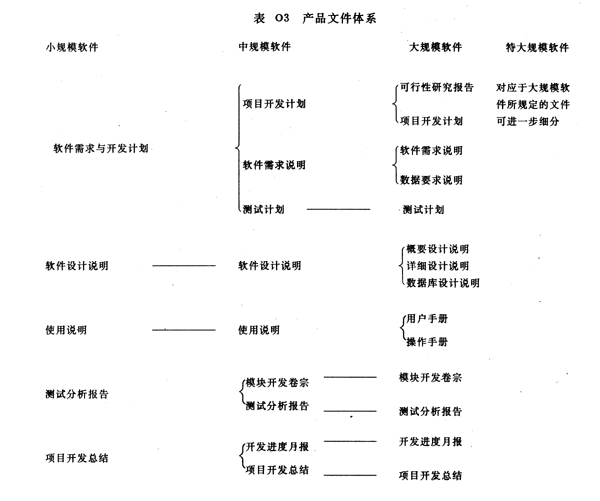 表 O3 产品文件体系
小规模软件 中规模软件 大规模软件 特大规模软件
可行性研究报告 对应于大规模软
项目开发计划 件所规定的文件
项目开发计划 可进一步细分
软件需求与开发计划 软件需求说明
软件需求说明
数据要求说明
测试计划 测试计划
概要设计说明
软件设计说明 软件设计说明 详细设计说明
数据库设计说明
用户手册
使用说明 使用说明
操作手册
模块开发卷宗 模块开发卷宗
测试分析报告
测试分析报告 测试分析报告
开发进度月报 开发进度月报
项目开发总结
项目开发总结 项目开发总结